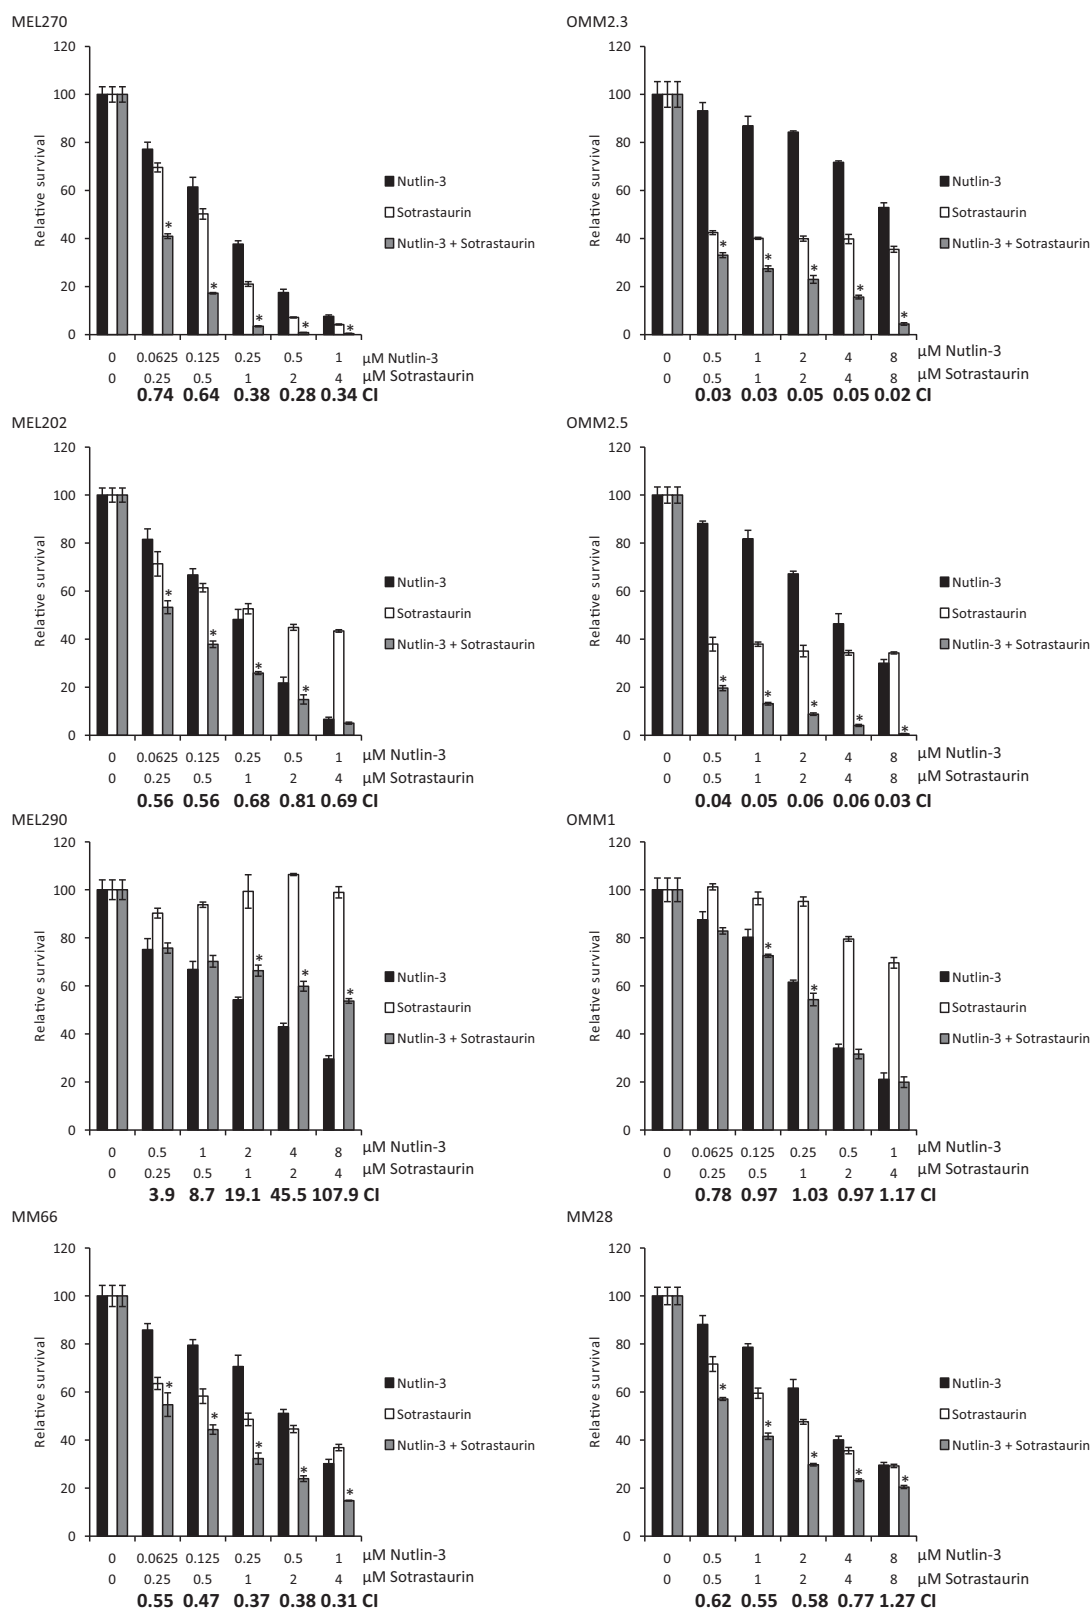 MEL270
120
100
80
60
40
20
0
Relative survival
* * * * *
Nutlin-3
Sotrastaurin
Nutlin-3 + Sotrastaurin
0 0.0625 0.125 0.25 0.5 1 μM Nutlin-3
0 0.25 0.5 1 2 4 μM Sotrastaurin
0.74 0.64 0.38 0.28 0.34 CI
OMM2.3
120
100
80
60
40
20
0
Relative survival
* * * * *
Nutlin-3
Sotrastaurin
Nutlin-3 + Sotrastaurin
0 0.5 1 2 4 8 μM Nutlin-3
0 0.5 1 2 4 8 μM Sotrastaurin
0.03 0.03 0.05 0.05 0.02 CI
MEL202
120
100
80
60
40
20
0
Relative survival
* * * *
Nutlin-3
Sotrastaurin
Nutlin-3 + Sotrastaurin
0 0.0625 0.125 0.25 0.5 1 μM Nutlin-3
0 0.25 0.5 1 2 4 μM Sotrastaurin
0.56 0.56 0.68 0.81 0.69 CI
OMM2.5
120
100
80
60
40
20
0
Relative survival
* * * * *
Nutlin-3
Sotrastaurin
Nutlin-3 + Sotrastaurin
0 0.5 1 2 4 8 μM Nutlin-3
0 0.5 1 2 4 8 μM Sotrastaurin
0.04 0.05 0.06 0.06 0.03 CI
MEL290
120
100
80
60
40
20
0
Relative survival
* * *
Nutlin-3
Sotrastaurin
Nutlin-3 + Sotrastaurin
0 0.5 1 2 4 8 μM Nutlin-3
0 0.25 0.5 1 2 4 μM Sotrastaurin
3.9 8.7 19.1 45.5 107.9 CI
OMM1
120
100
80
60
40
20
0
Relative survival
* *
Nutlin-3
Sotrastaurin
Nutlin-3 + Sotrastaurin
0 0.0625 0.125 0.25 0.5 1 μM Nutlin-3
0 0.25 0.5 1 2 4 μM Sotrastaurin
0.78 0.97 1.03 0.97 1.17 CI
MM66
120
100
80
60
40
20
0
Relative survival
* * * * *
Nutlin-3
Sotrastaurin
Nutlin-3 + Sotrastaurin
0 0.0625 0.125 0.25 0.5 1 μM Nutlin-3
0 0.25 0.5 1 2 4 μM Sotrastaurin
0.55 0.47 0.37 0.38 0.31 CI
MM28
120
100
80
60
40
20
0
Relative survival
* * * * *
Nutlin-3
Sotrastaurin
Nutlin-3 + Sotrastaurin
0 0.5 1 2 4 8 μM Nutlin-3
0 0.5 1 2 4 8 μM Sotrastaurin
0.62 0.55 0.58 0.77 1.27 CI